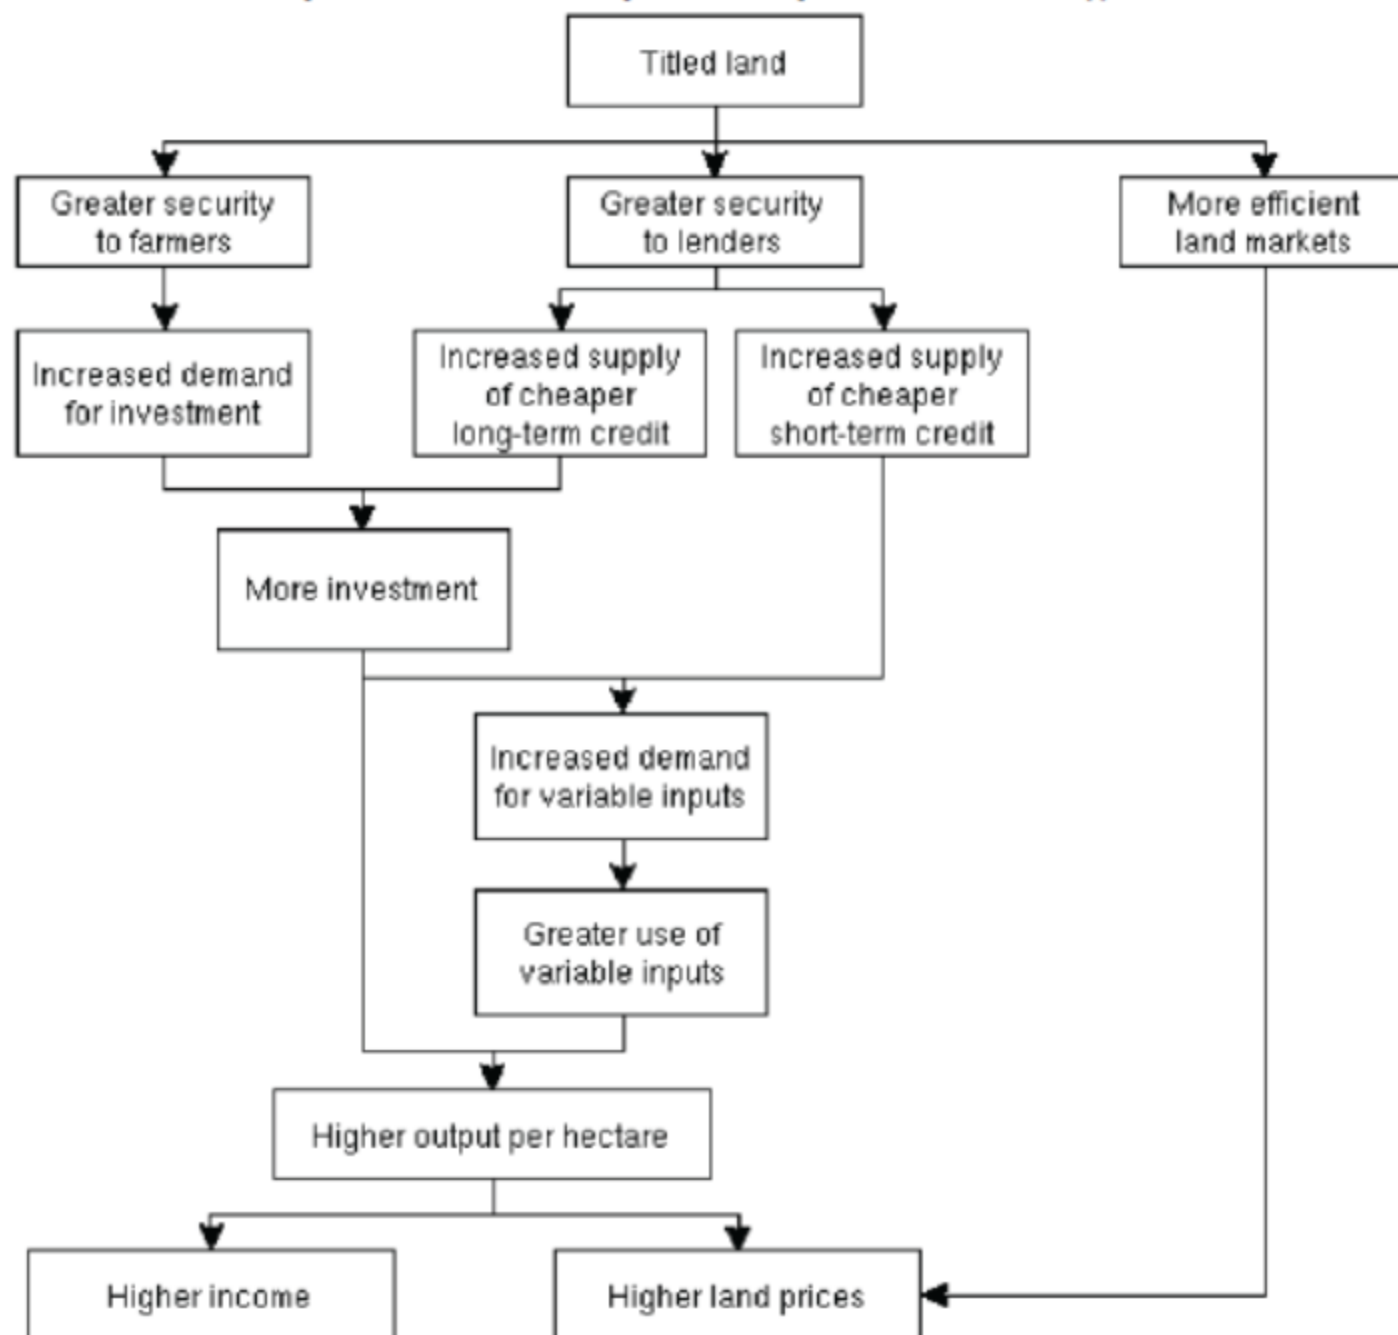 Titled land
Greater security
to farmers
Greater security
to lenders
More efficient
land markets
Increased demand
for investment
Increased supply
of cheaper
long-term credit
Increased supply
of cheaper
short-term credit
More investment
Increased demand
for variable inputs
Greater use of
variable inputs
Higher output per hectare
Higher income
Higher land prices